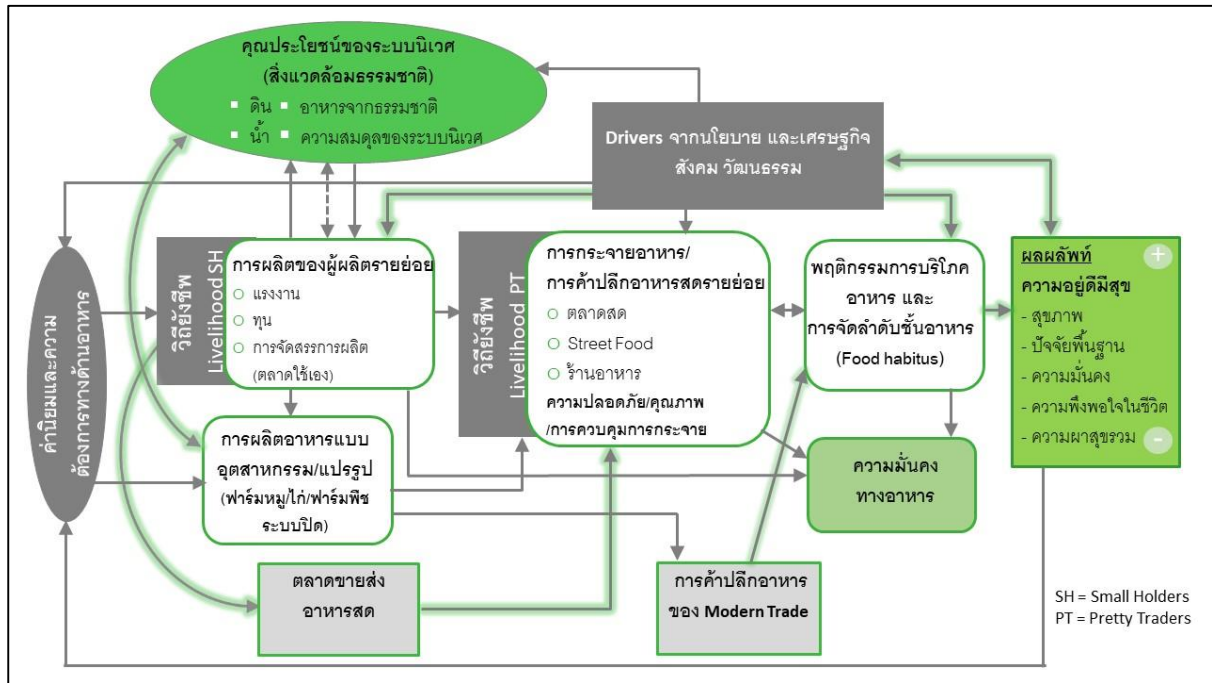 คุณประโยชน์ของระบบนิเวศ
(สิ่งแวดล้อมธรรมชาติ)
▪ ดิน ▪ อาหารจากธรรมชาติ
▪ น้ำ ▪ ความสมดุลของระบบนิเวศ
Drivers จากนโยบาย และเศรษฐกิจ
สังคม วัฒนธรรม
ค่านิยมและความ
ต้องการทางด้านอาหาร
วิถียังชีพ
Livelihood SH
การผลิตของผู้ผลิตรายย่อย
○ แรงงาน
○ ทุน
○ การจัดสรรการผลิต
(ตลาดใช้เอง)
วิถียังชีพ
Livelihood PT
การกระจายอาหาร/
การค้าปลีกอาหารสดรายย่อย
○ ตลาดสด
○ Street Food
○ ร้านอาหาร
ความปลอดภัย/คุณภาพ
/การควบคุมการกระจาย
พฤติกรรมการบริโภค
อาหาร และ
การจัดลำดับชั้นอาหาร
(Food habitus)
ผลผลัพท์ +
ความอยู่ดีมีสุข
- สุขภาพ
- ปัจจัยพื้นฐาน
- ความมั่นคง
- ความพึงพอใจในชีวิต
- ความผาสุขรวม -
การผลิตอาหารแบบ
อุตสาหกรรม/แปรรูป
(ฟาร์มหมู/ไก่/ฟาร์มพืช
ระบบปิด)
ความมั่นคง
ทางอาหาร
ตลาดขายส่ง
อาหารสด
การค้าปลีกอาหาร
ของ Modern Trade
SH = Small Holders
PT = Pretty Traders